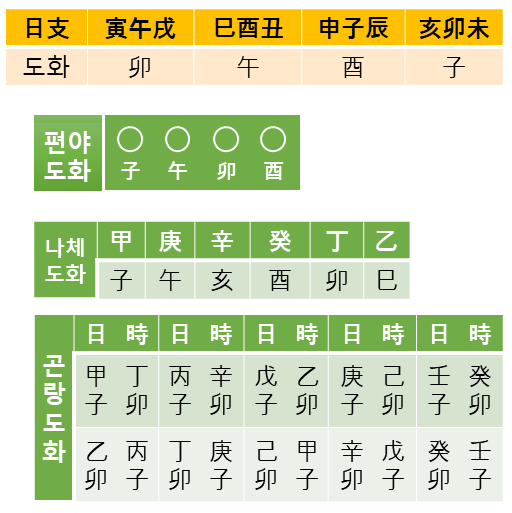 日支 寅午戌 巳酉丑 申子辰 亥卯未
도화 卯 午 酉 子
편야 ○ ○ ○ ○
도화 子 午 卯 酉
나체 甲 庚 辛 癸 丁 乙
도화 子 午 亥 酉 卯 巳
곤랑도화
日 時 日 時 日 時 日 時 日 時
甲 丁 丙 辛 戊 乙 庚 己 壬 癸
子 卯 子 卯 子 卯 子 卯 子 卯
乙 丙 丁 庚 己 甲 辛 戊 癸 壬
卯 子 卯 子 卯 子 卯 子 卯 子